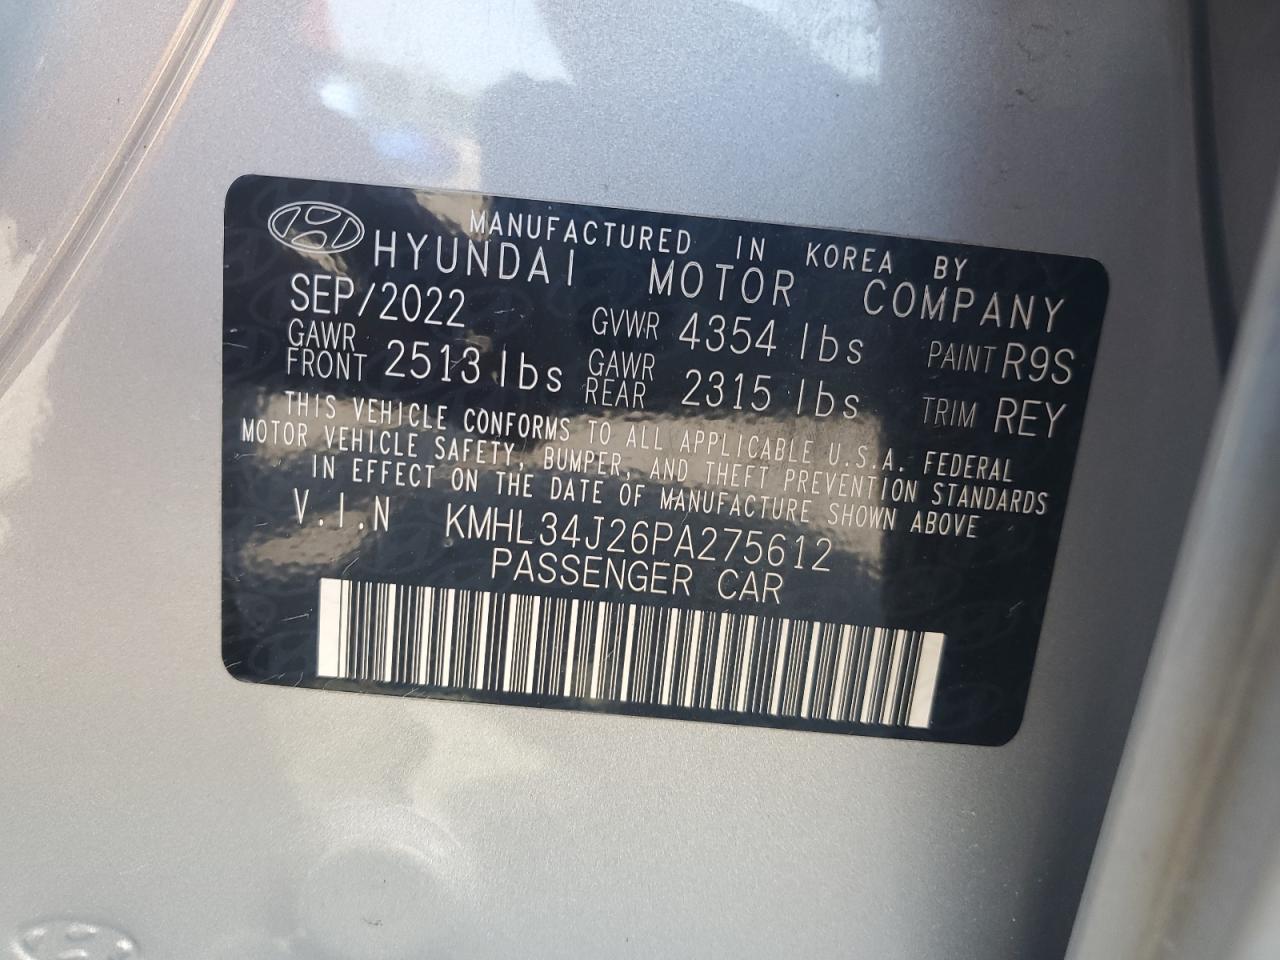 MANUFACTURED IN KOREA BY
HYUNDAI MOTOR COMPANY
SEP/2022 GVWR 4354 lbs PAINT R9S
GAWR FRONT 2513 lbs GAWR REAR 2315 lbs TRIM REY
THIS VEHICLE CONFORMS TO ALL APPLICABLE U.S.A. FEDERAL
MOTOR VEHICLE SAFETY, BUMPER, AND THEFT PREVENTION STANDARDS
IN EFFECT ON THE DATE OF MANUFACTURE SHOWN ABOVE
V.I.N KMHL34J26PA275612
PASSENGER CAR